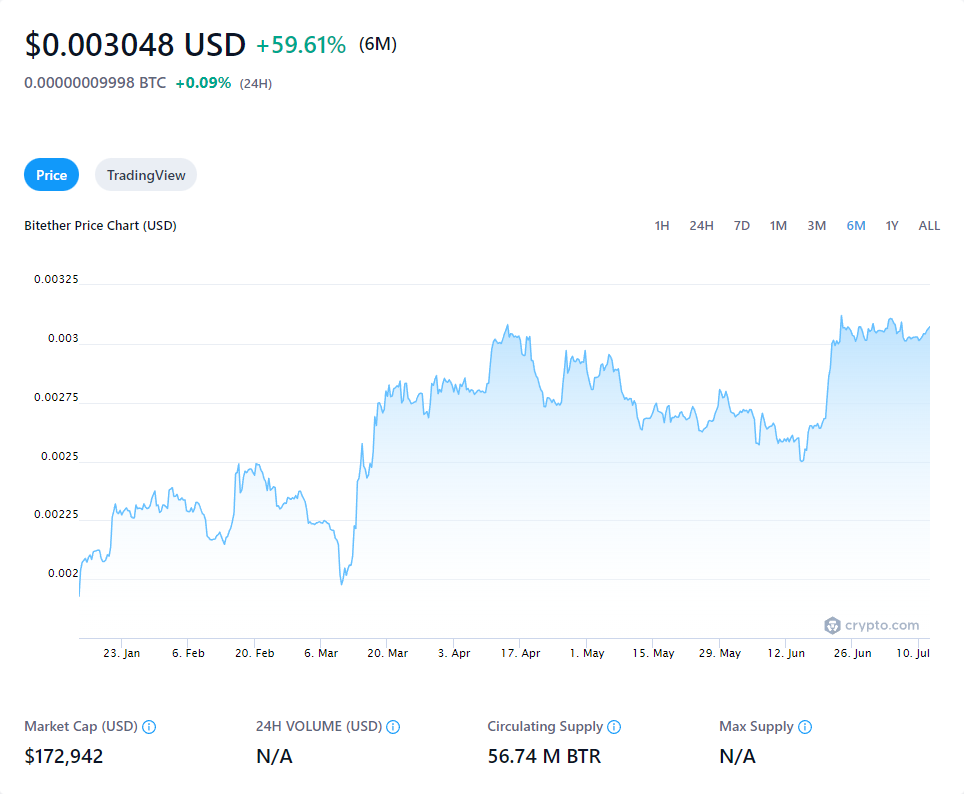 $0.003048 USD +59.61% (6M)
0.00000009998 BTC +0.09% (24H)
Price TradingView
Bitether Price Chart (USD) 1H 24H 7D 1M 3M 6M 1Y ALL
0.00325
0.003
0.00275
0.0025
0.00225
0.002
crypto.com
23. Jan 6. Feb 20. Feb 6. Mar 20. Mar 3. Apr 17. Apr 1. May 15. May 29. May 12. Jun 26. Jun 10. Jul
Market Cap (USD) 24H VOLUME (USD) Circulating Supply Max Supply
$172,942 N/A 56.74 M BTR N/A